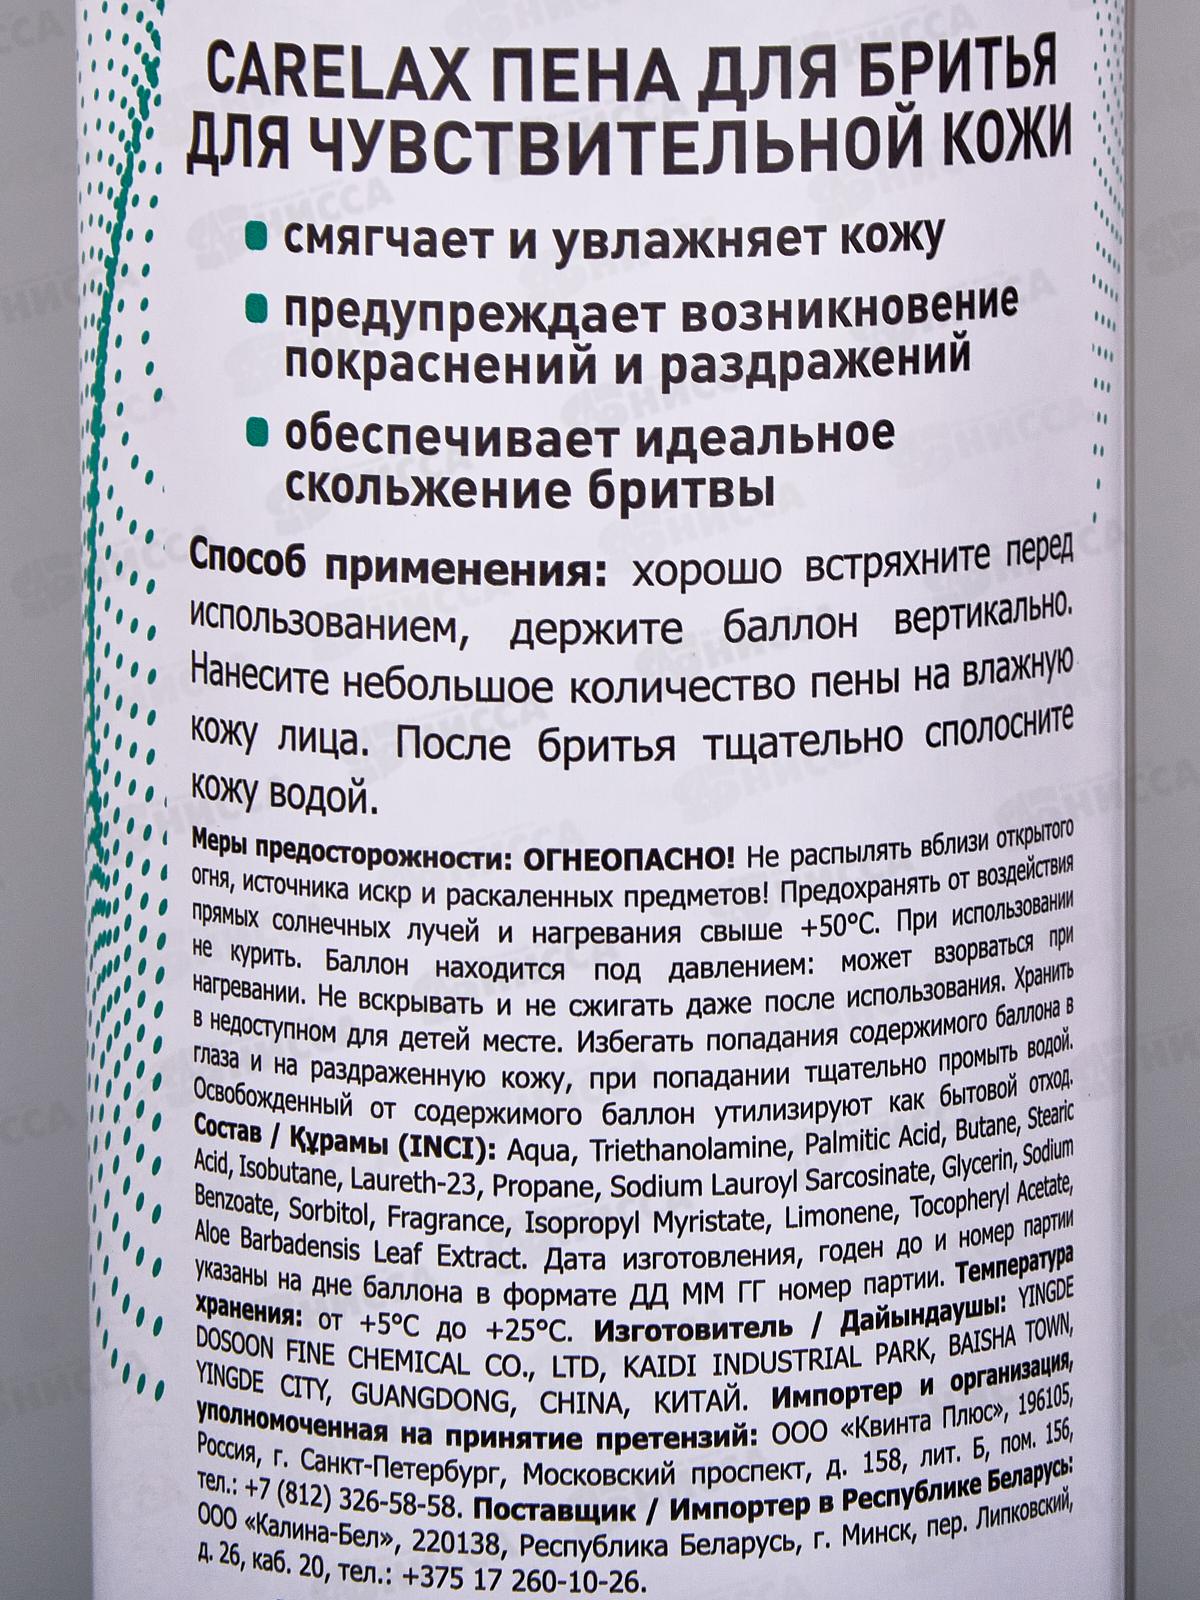 CARELAX ПЕНА ДЛЯ БРИТЬЯ
ДЛЯ ЧУВСТВИТЕЛЬНОЙ КОЖИ
смягчает и увлажняет кожу
предупреждает возникновение
покраснений и раздражений
обеспечивает идеальное
скольжение бритвы
Способ применения: хорошо встряхните перед
использованием, держите баллон вертикально.
Нанесите небольшое количество пены на влажную
кожу лица. После бритья тщательно сполосните
кожу водой.
Меры предосторожности: ОГНЕОПАСНО! Не распылять вблизи открытого
огня, источника искр и раскаленных предметов! Предохранять от воздействия
прямых солнечных лучей и нагревания свыше +50°С. При использовании
не курить. Баллон находится под давлением: может взорваться при
нагревании. Не вскрывать и не сжигать даже после использования. Хранить
в недоступном для детей месте. Избегать попадания содержимого баллона в
глаза и на раздраженную кожу, при попадании тщательно промыть водой.
Освобожденный от содержимого баллон утилизируют как бытовой отход.
Состав / Құрамы (INCI): Aqua, Triethanolamine, Palmitic Acid, Butane, Stearic
Acid, Isobutane, Laureth-23, Propane, Sodium Lauroyl Sarcosinate, Glycerin, Sodium
Benzoate, Sorbitol, Fragrance, Isopropyl Myristate, Limonene, Tocopheryl Acetate,
Aloe Barbadensis Leaf Extract. Дата изготовления, годен до и номер партии
указаны на дне баллона в формате ДД ММ ГГ номер партии. Температура
хранения: от +5°С до +25°С. Изготовитель / Дайындаушы: YINGDE
DOSOON FINE CHEMICAL CO., LTD, KAIDI INDUSTRIAL PARK, BAISHA TOWN,
YINGDE CITY, GUANGDONG, CHINA, КИТАЙ. Импортер и организация,
уполномоченная на принятие претензий: ООО «Квинта Плюс», 196105,
Россия, г. Санкт-Петербург, Московский проспект, д. 158, лит. Б, пом. 156,
тел.: +7 (812) 326-58-58. Поставщик / Импортер в Республике Беларусь:
ООО «Калина-Бел», 220138, Республика Беларусь, г. Минск, пер. Липковский,
д. 26, каб. 20, тел.: +375 17 260-10-26.